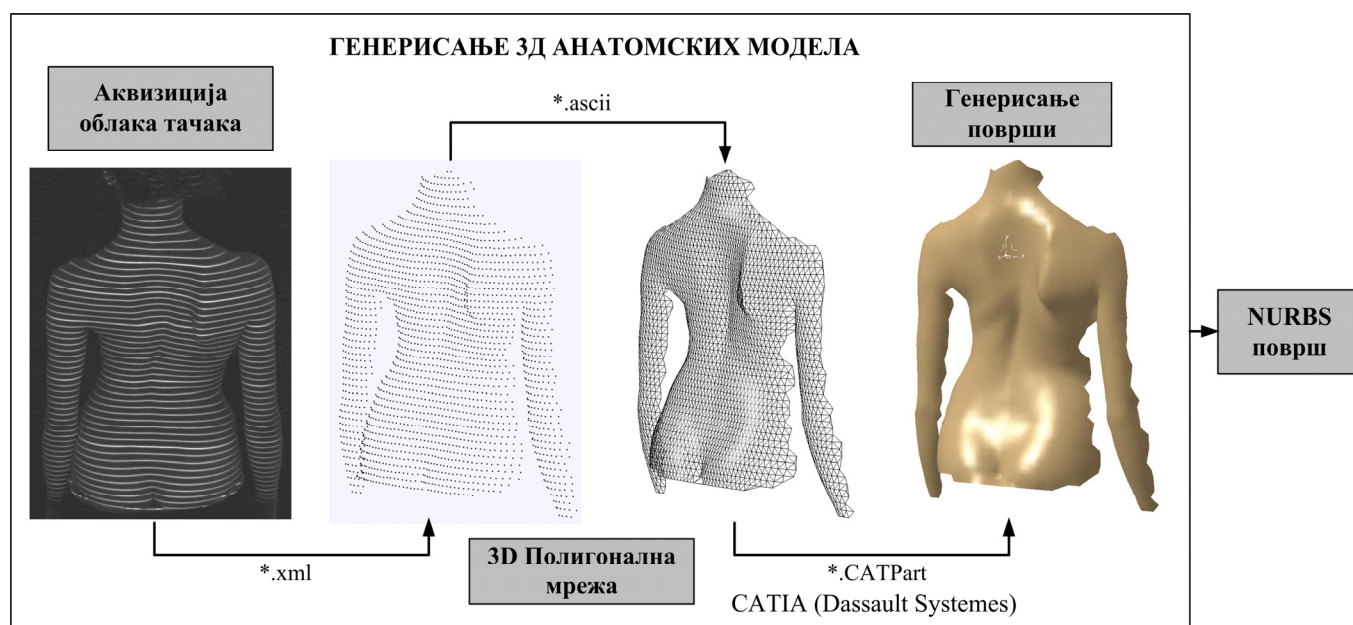 ГЕНЕРИСАЊЕ 3Д АНАТОМСКИХ МОДЕЛА
Аквизиција
облака тачака
*.ascii
Генерисање
површи
NURBS
површ
*.xml
3D Полигонална
мрежа
*.CATPart
CATIA (Dassault Systemes)